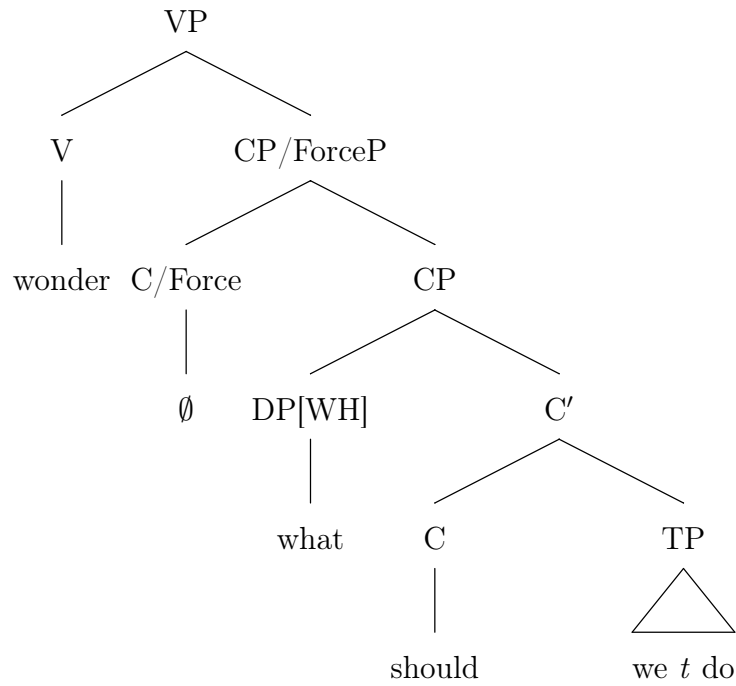 VP
V CP/ForceP
wonder C/Force CP
∅ DP[WH] C′
what C TP
should we t do